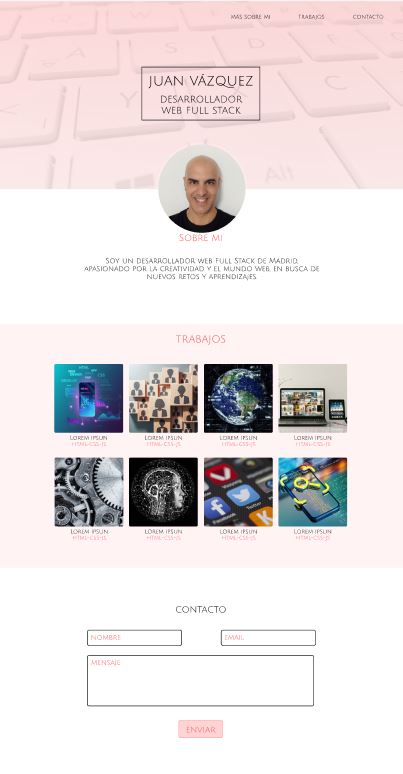 MÁS SOBRE MI TRABAJOS CONTACTO
JUAN VÁZQUEZ
DESARROLLADOR
WEB FULL STACK
Alt
SOBRE MI
SOY UN DESARROLLADOR WEB FULL STACK DE MADRID,
APASIONADO POR LA CREATIVIDAD Y EL MUNDO WEB, EN BUSCA DE
NUEVOS RETOS Y APRENDIZAJES.
TRABAJOS
LOREM IPSUN LOREM IPSUN LOREM IPSUN LOREM IPSUN
HTML-CSS-JS HTML-CSS-JS HTML-CSS-JS HTML-CSS-JS
Facebook
Twitter
LOREM IPSUN LOREM IPSUN LOREM IPSUN LOREM IPSUN
HTML-CSS-JS HTML-CSS-JS HTML-CSS-JS HTML-CSS-JS
CONTACTO
NOMBRE EMAIL
MENSAJE
ENVIAR